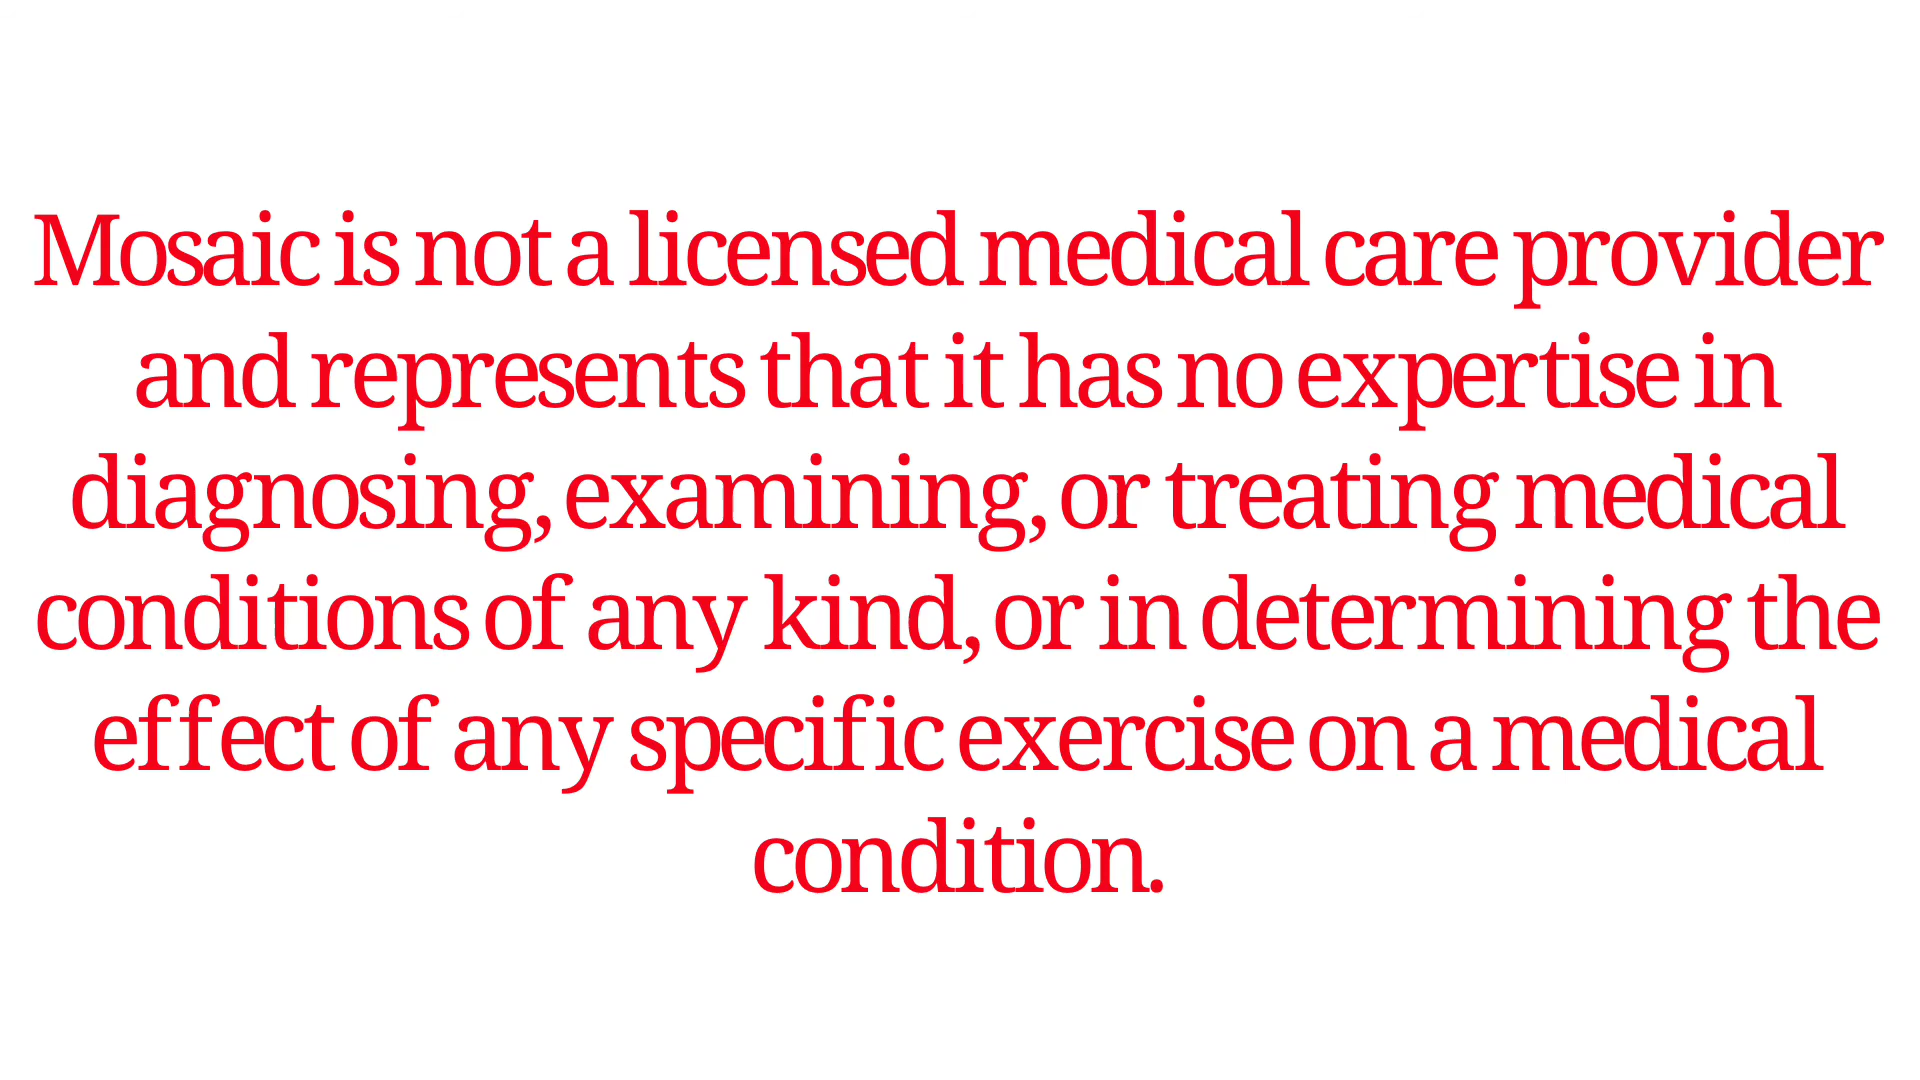 Mosaic is not a licensed medical care provider
and represents that it has no expertise in
diagnosing, examining, or treating medical
conditions of any kind, or in determining the
effect of any specific exercise on a medical
condition.